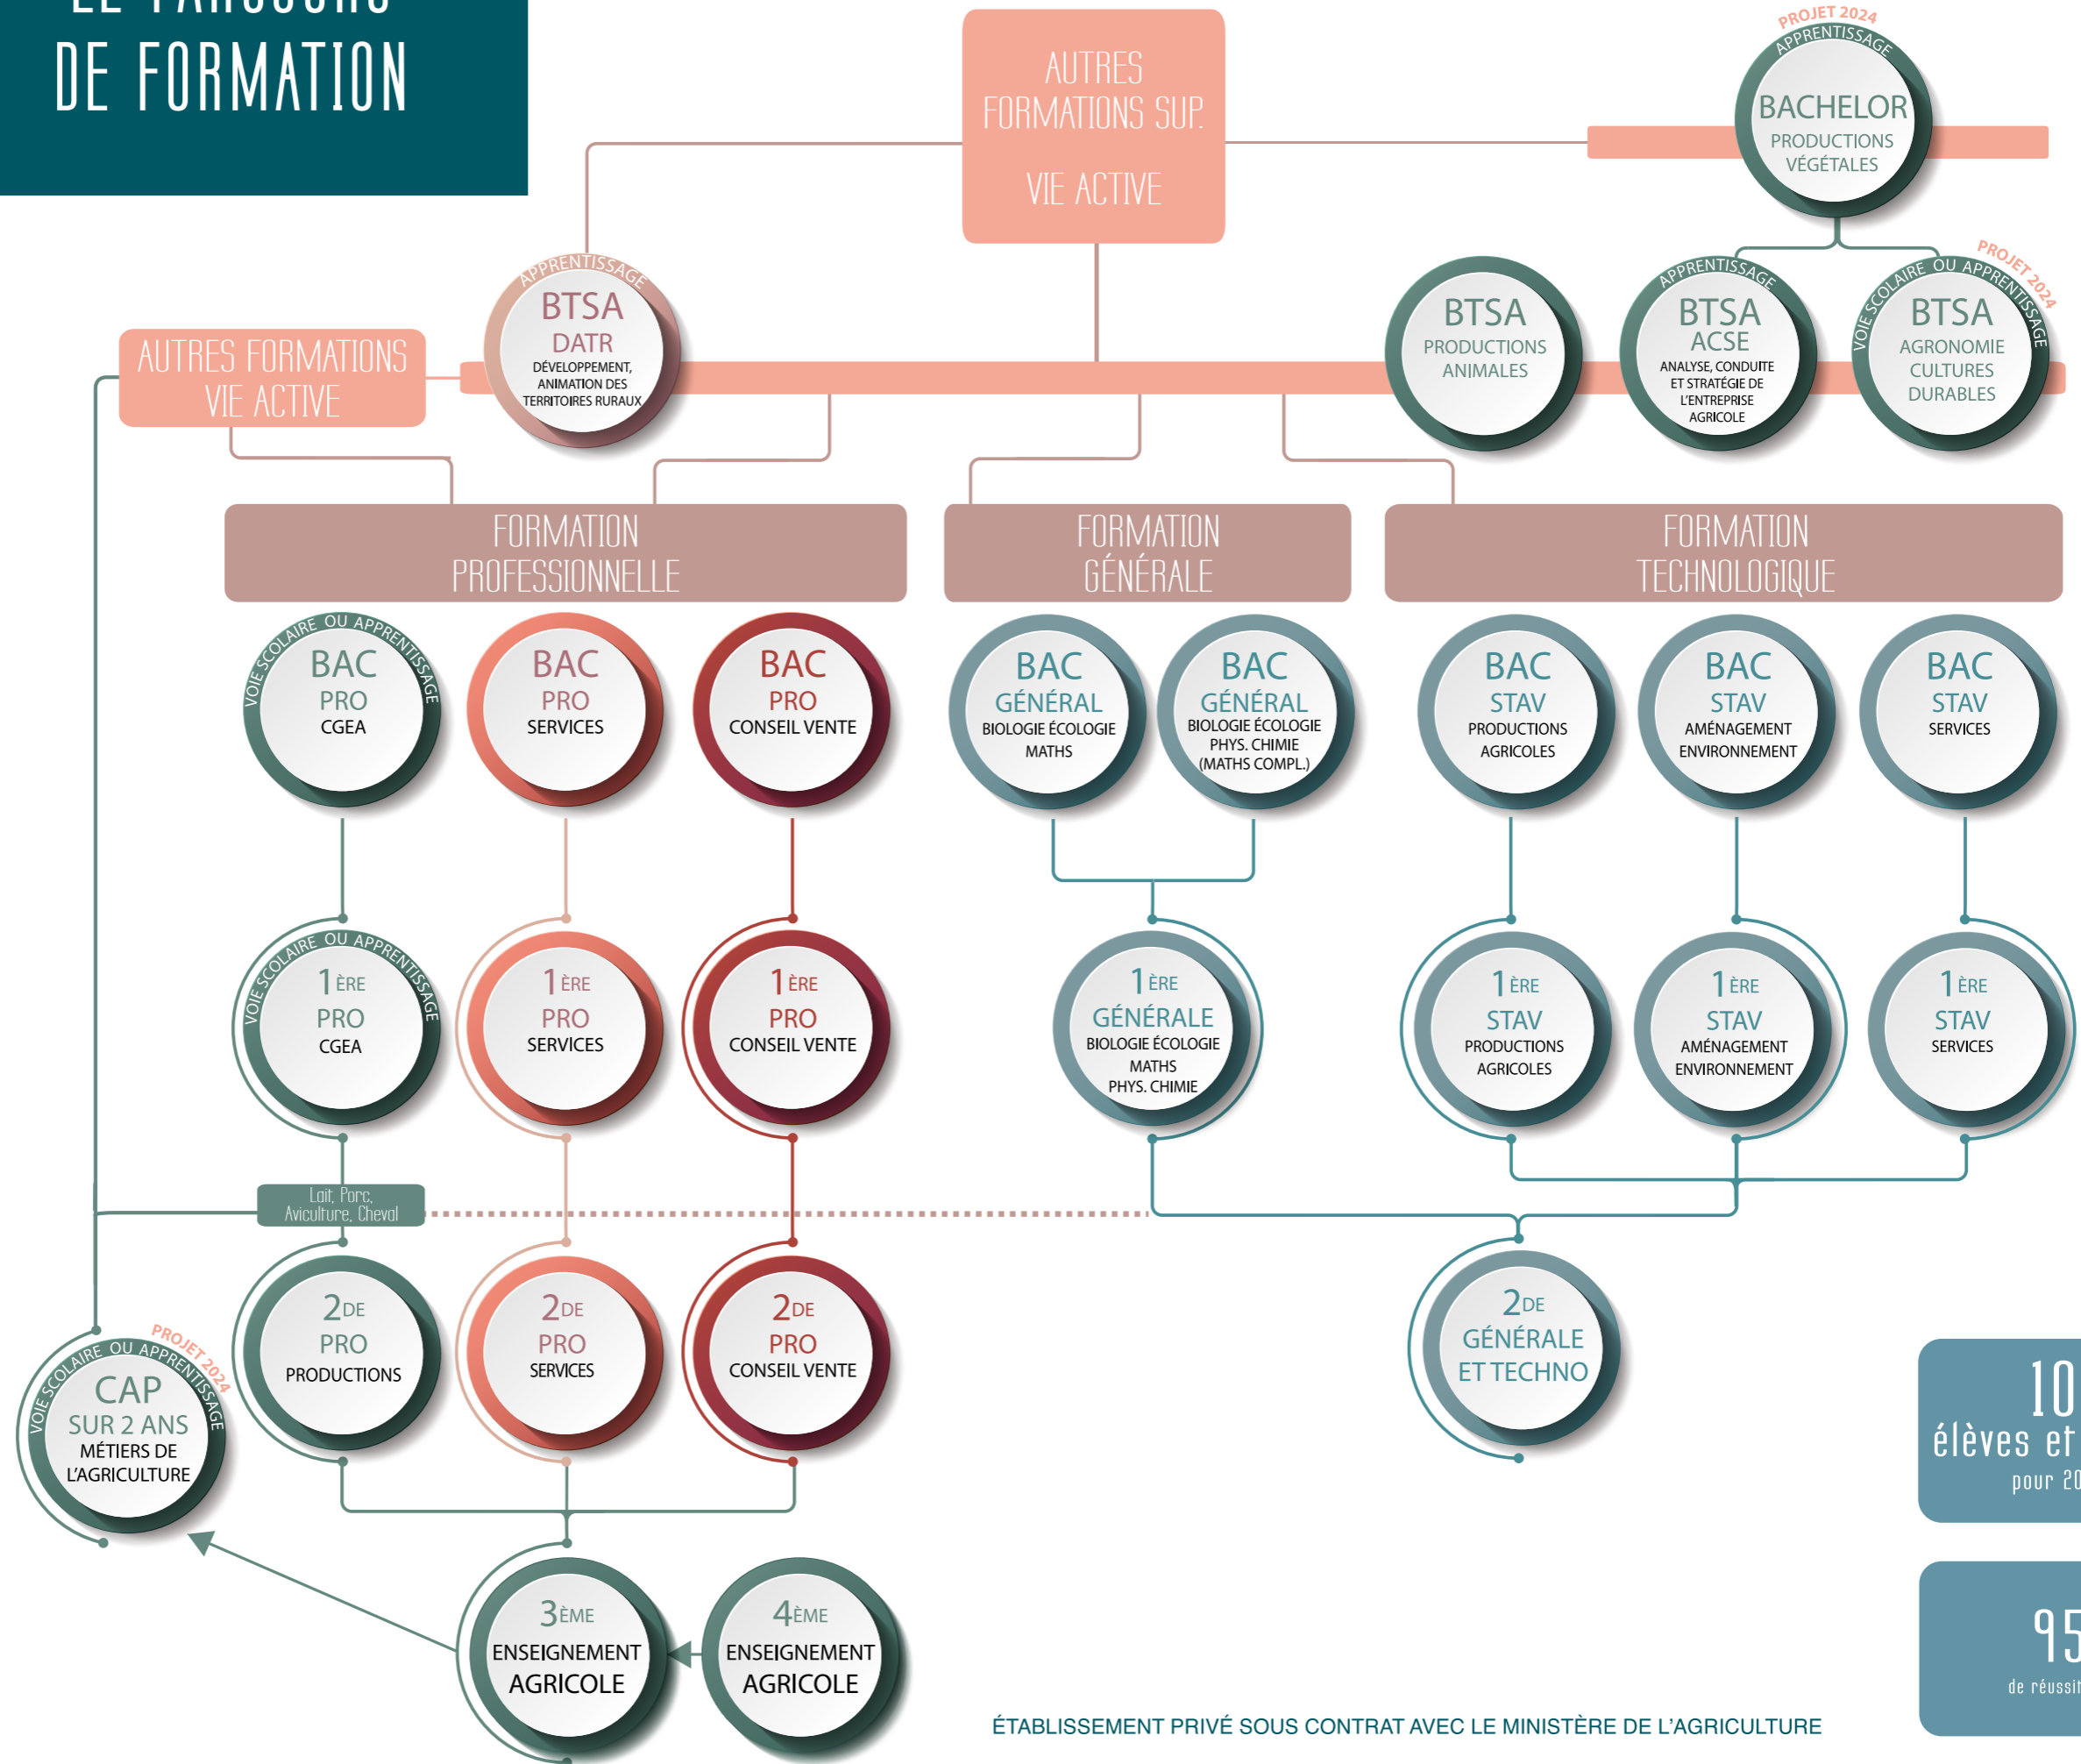 DE FORMATION
AUTRES
FORMATIONS SUP.
VIE ACTIVE
PROJET 2024
APPRENTISSAGE
BACHELOR
PRODUCTIONS
VÉGÉTALES
APPRENTISSAGE
BTSA
DATR
DÉVELOPPEMENT,
ANIMATION DES
TERRITOIRES RURAUX
BTSA
PRODUCTIONS
ANIMALES
APPRENTISSAGE
BTSA
ACSE
ANALYSE, CONDUITE
ET STRATÉGIE DE
L'ENTREPRISE
AGRICOLE
PROJET 2024
VOIE SCOLAIRE OU APPRENTISSAGE
BTSA
AGRONOMIE
CULTURES
DURABLES
AUTRES FORMATIONS
VIE ACTIVE
FORMATION
PROFESSIONNELLE
FORMATION
GÉNÉRALE
FORMATION
TECHNOLOGIQUE
VOIE SCOLAIRE OU APPRENTISSAGE
BAC
PRO
CGEA
BAC
PRO
SERVICES
BAC
PRO
CONSEIL VENTE
BAC
GÉNÉRAL
BIOLOGIE ÉCOLOGIE
MATHS
BAC
GÉNÉRAL
BIOLOGIE ÉCOLOGIE
PHYS. CHIMIE
(MATHS COMPL.)
BAC
STAV
PRODUCTIONS
AGRICOLES
BAC
STAV
AMÉNAGEMENT
ENVIRONNEMENT
BAC
STAV
SERVICES
VOIE SCOLAIRE OU APPRENTISSAGE
1ÈRE
PRO
CGEA
1ÈRE
PRO
SERVICES
1ÈRE
PRO
CONSEIL VENTE
1ÈRE
GÉNÉRALE
BIOLOGIE ÉCOLOGIE
MATHS
PHYS. CHIMIE
1ÈRE
STAV
PRODUCTIONS
AGRICOLES
1ÈRE
STAV
AMÉNAGEMENT
ENVIRONNEMENT
1ÈRE
STAV
SERVICES
Lait, Porc,
Aviculture, Cheval
2DE
PRO
PRODUCTIONS
2DE
PRO
SERVICES
2DE
PRO
CONSEIL VENTE
2DE
GÉNÉRALE
ET TECHNO
PROJET 2024
VOIE SCOLAIRE OU APPRENTISSAGE
CAP
SUR 2 ANS
MÉTIERS DE
L'AGRICULTURE
3ÈME
ENSEIGNEMENT
AGRICOLE
4ÈME
ENSEIGNEMENT
AGRICOLE
10
élèves et
pour 20
95
de réussit
ÉTABLISSEMENT PRIVÉ SOUS CONTRAT AVEC LE MINISTÈRE DE L'AGRICULTURE